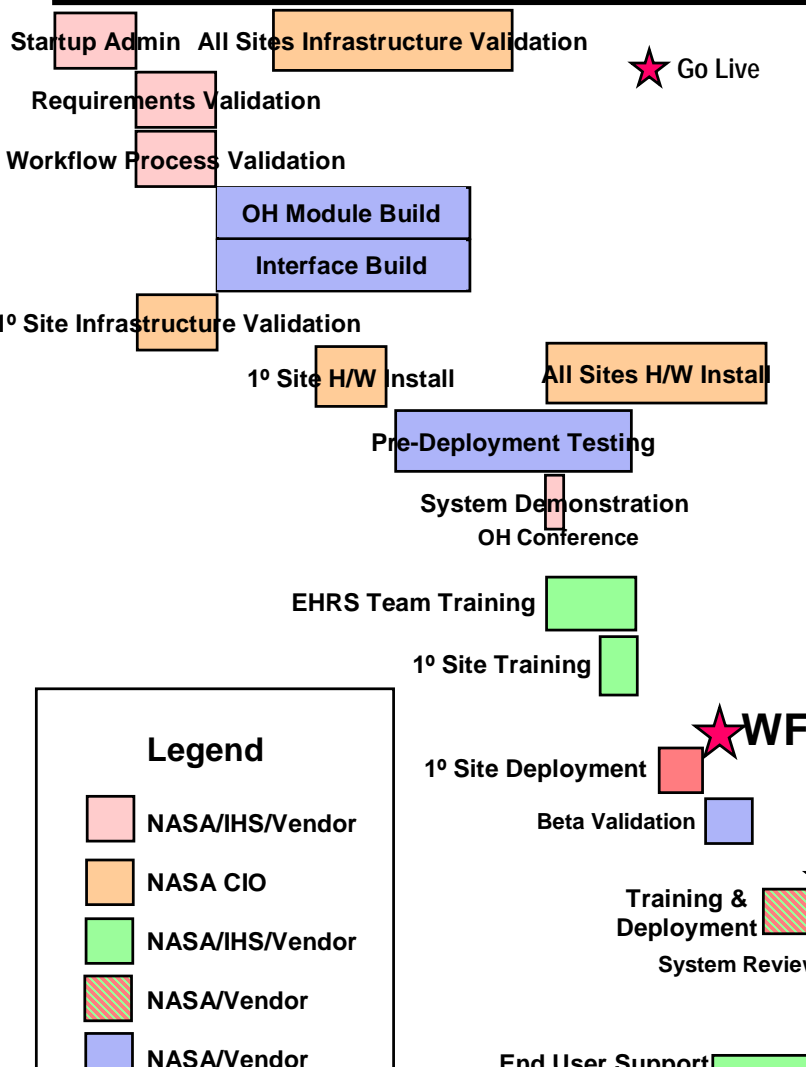 Startup Admin
All Sites Infrastructure Validation
Go Live
Requirements Validation
Workflow Process Validation
OH Module Build
Interface Build
1º Site Infrastructure Validation
1º Site H/W Install
All Sites H/W Install
Pre-Deployment Testing
System Demonstration
OH Conference
EHRS Team Training
1º Site Training
WF
Legend
1º Site Deployment
NASA/IHS/Vendor
Beta Validation
NASA CIO
Training &
Deployment
NASA/IHS/Vendor
System Review
NASA/Vendor
NASA/Vendor
End User Support